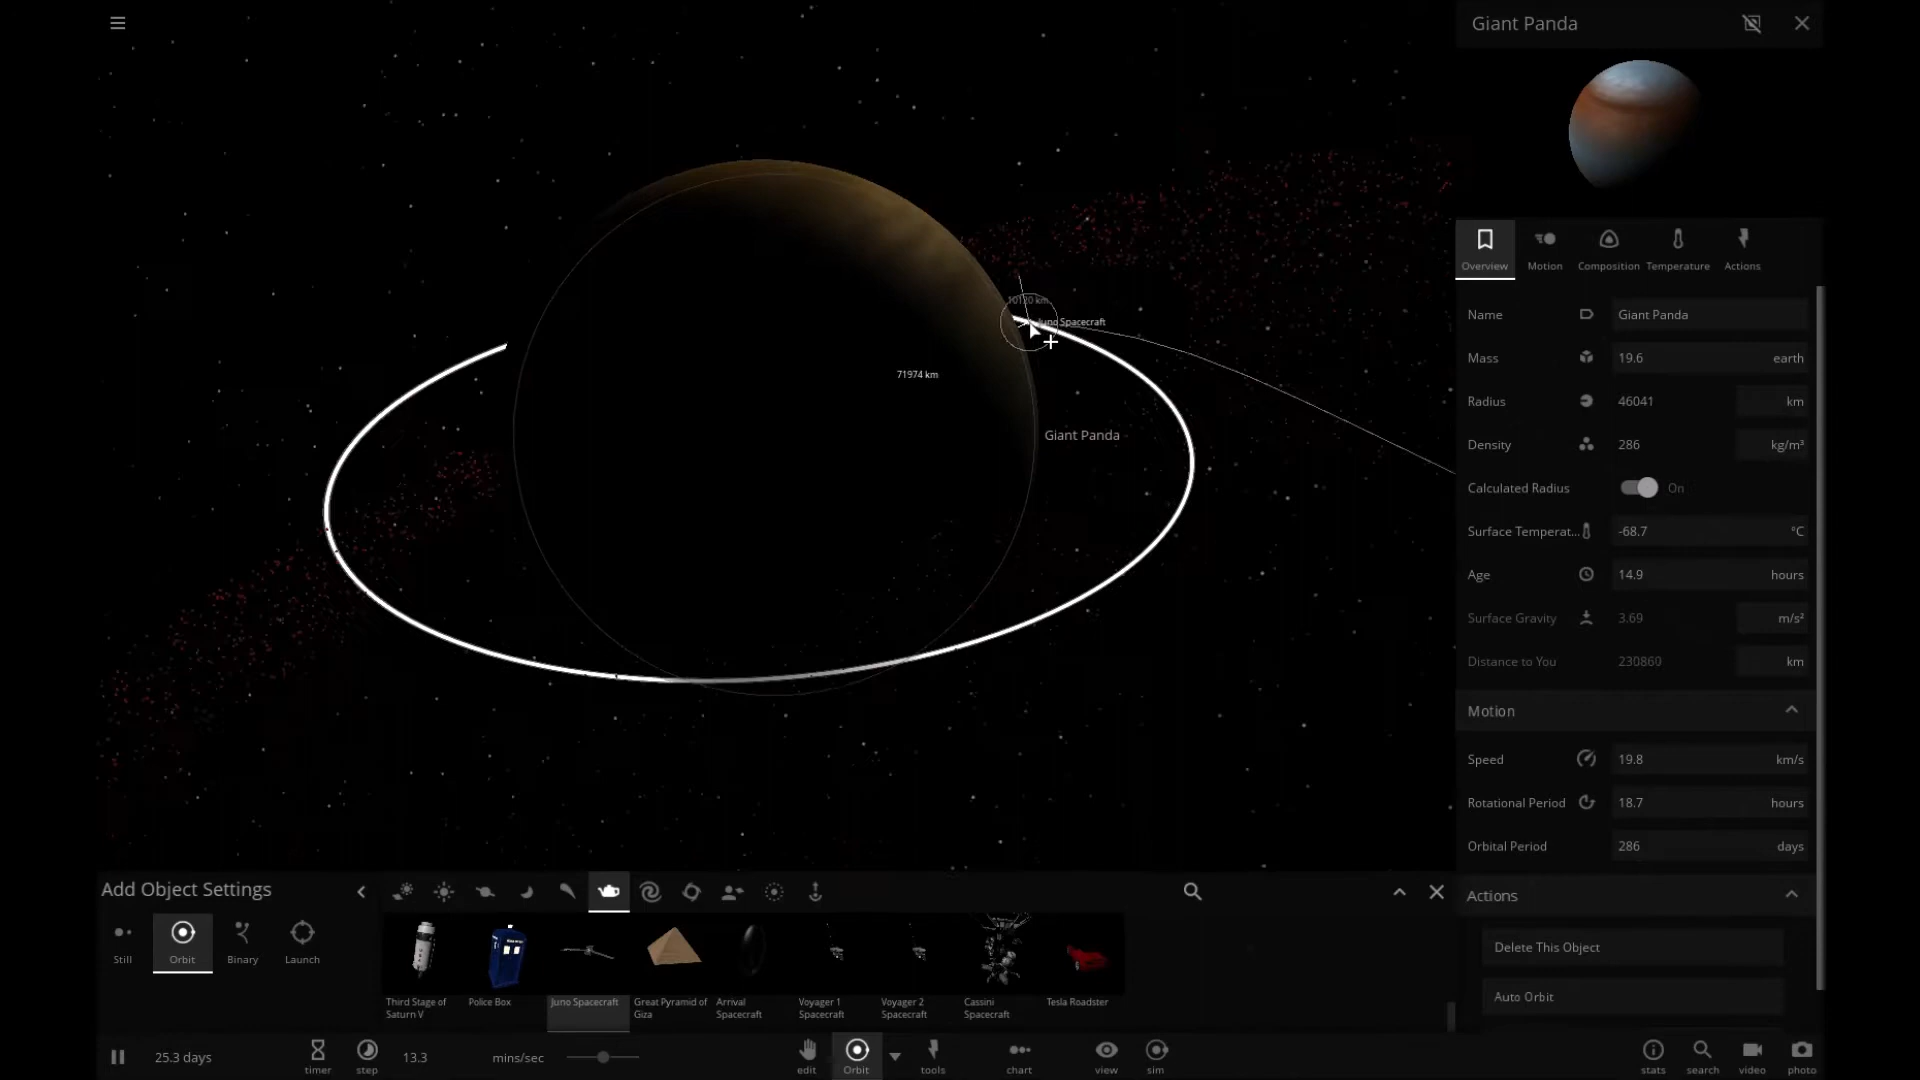 Giant Panda
10120 km
Juno Spacecraft
71974 km
Giant Panda
Overview
Motion
Composition
Temperature
Actions
Name
Giant Panda
Mass
19.6
earth
Radius
46041
km
Density
286
kg/m³
Calculated Radius
On
Surface Temperat...
-68.7
°C
Age
14.9
hours
Surface Gravity
3.69
m/s²
Distance to You
230860
km
Motion
Speed
19.8
km/s
Rotational Period
18.7
hours
Orbital Period
286
days
Actions
Delete This Object
Auto Orbit
Add Object Settings
Still
Orbit
Binary
Launch
Third Stage of
Saturn V
Police Box
Juno Spacecraft
Great Pyramid of
Giza
Arrival
Spacecraft
Voyager 1
Spacecraft
Voyager 2
Spacecraft
Cassini
Spacecraft
Tesla Roadster
25.3 days
timer
step
13.3
mins/sec
edit
Orbit
tools
chart
view
sim
stats
search
video
photo